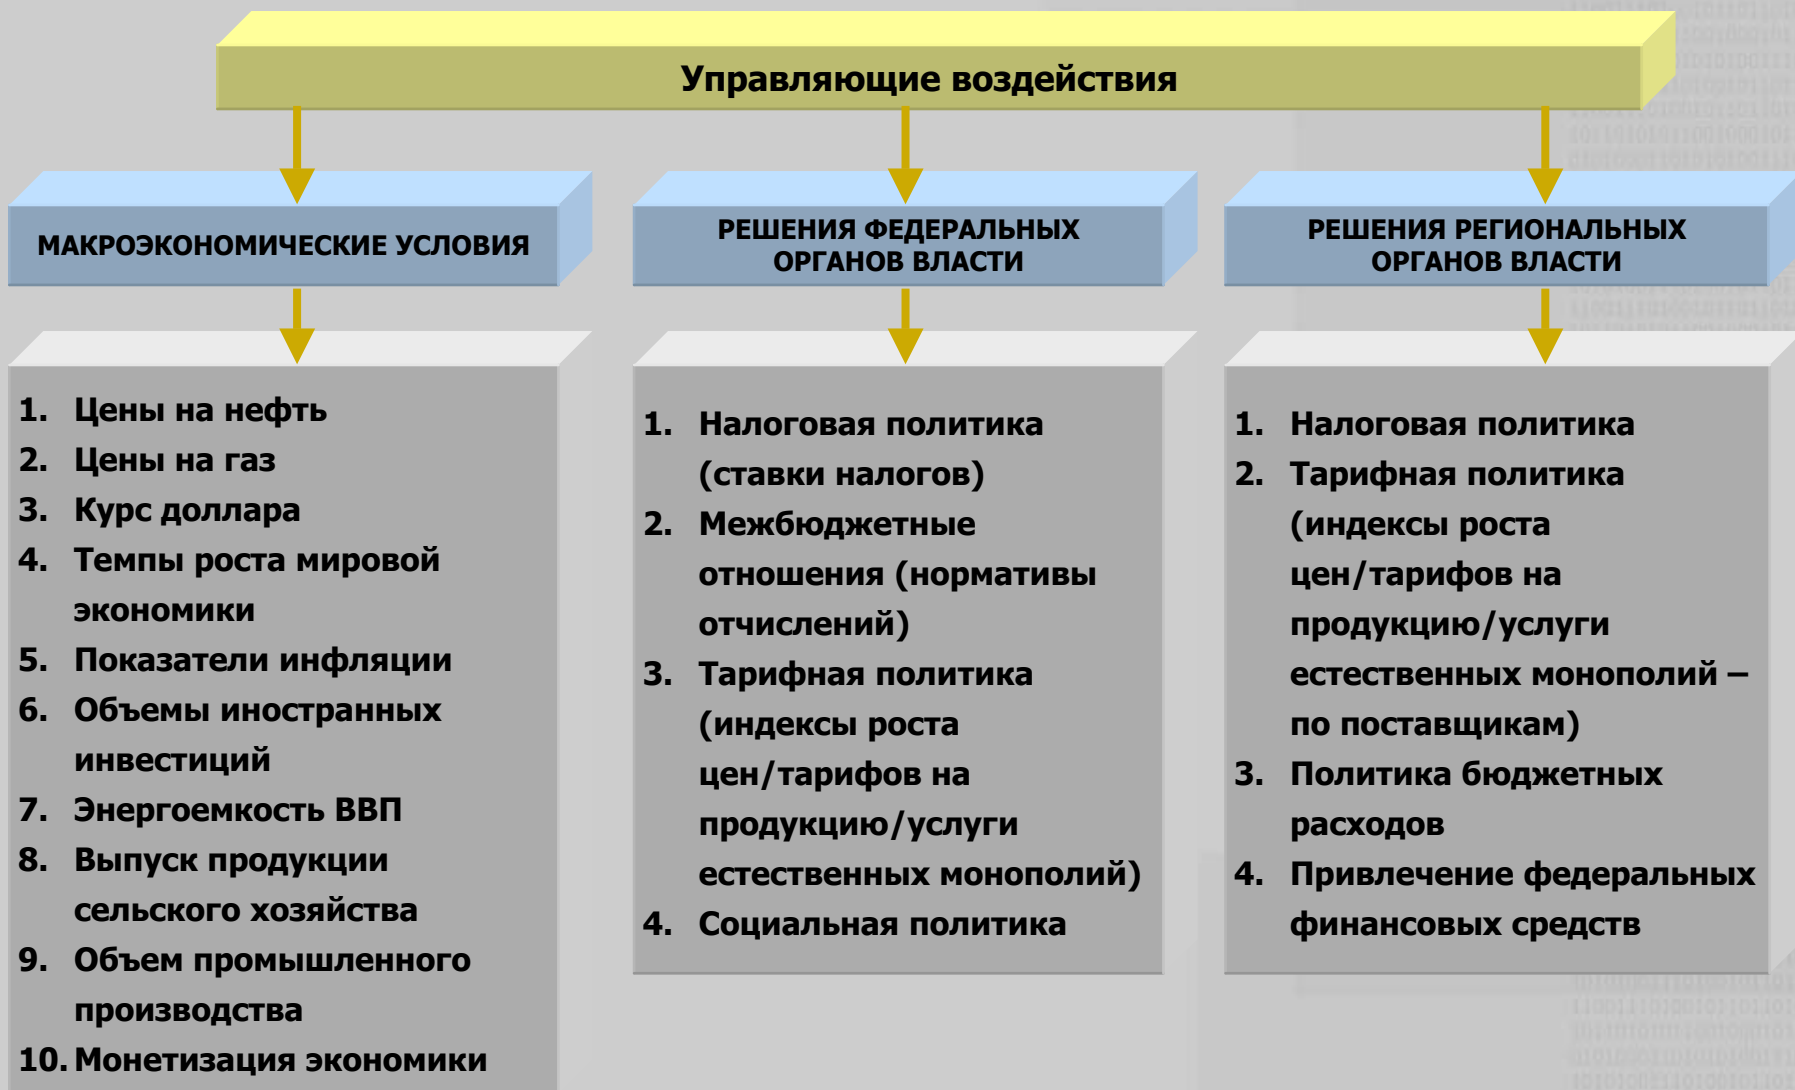 Управляющие воздействия
МАКРОЭКОНОМИЧЕСКИЕ УСЛОВИЯ
1. Цены на нефть
2. Цены на газ
3. Курс доллара
4. Темпы роста мировой
экономики
5. Показатели инфляции
6. Объемы иностранных
инвестиций
7. Энергоемкость ВВП
8. Выпуск продукции
сельского хозяйства
9. Объем промышленного
производства
10. Монетизация экономики
РЕШЕНИЯ ФЕДЕРАЛЬНЫХ
ОРГАНОВ ВЛАСТИ
1. Налоговая политика
(ставки налогов)
2. Межбюджетные
отношения (нормативы
отчислений)
3. Тарифная политика
(индексы роста
цен/тарифов на
продукцию/услуги
естественных монополий)
4. Социальная политика
РЕШЕНИЯ РЕГИОНАЛЬНЫХ
ОРГАНОВ ВЛАСТИ
1. Налоговая политика
2. Тарифная политика
(индексы роста
цен/тарифов на
продукцию/услуги
естественных монополий –
по поставщикам)
3. Политика бюджетных
расходов
4. Привлечение федеральных
финансовых средств